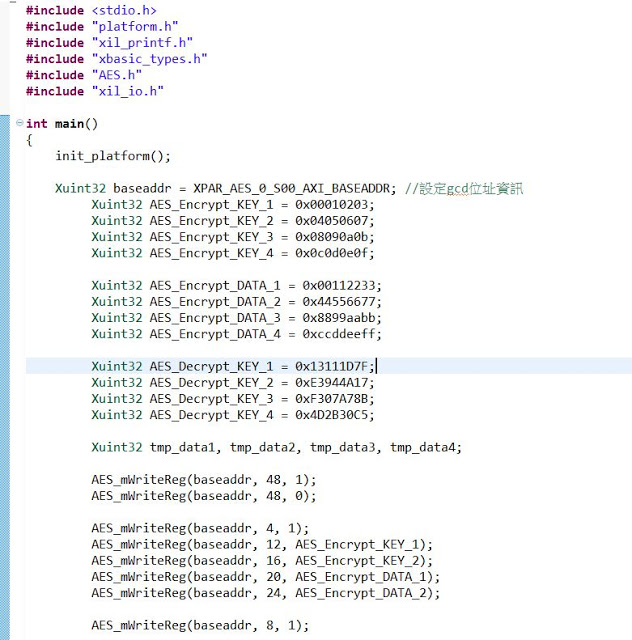 #include <stdio.h>
#include "platform.h"
#include "xil_printf.h"
#include "xbasic_types.h"
#include "AES.h"
#include "xil_io.h"
int main()
{
init_platform();
Xuint32 baseaddr = XPAR_AES_0_S00_AXI_BASEADDR; //設定gcd位址資訊
Xuint32 AES_Encrypt_KEY_1 = 0x00010203;
Xuint32 AES_Encrypt_KEY_2 = 0x04050607;
Xuint32 AES_Encrypt_KEY_3 = 0x08090a0b;
Xuint32 AES_Encrypt_KEY_4 = 0x0c0d0e0f;
Xuint32 AES_Encrypt_DATA_1 = 0x00112233;
Xuint32 AES_Encrypt_DATA_2 = 0x44556677;
Xuint32 AES_Encrypt_DATA_3 = 0x8899aabb;
Xuint32 AES_Encrypt_DATA_4 = 0xccddeeff;
Xuint32 AES_Decrypt_KEY_1 = 0x13111D7F;
Xuint32 AES_Decrypt_KEY_2 = 0xE3944A17;
Xuint32 AES_Decrypt_KEY_3 = 0xF307A78B;
Xuint32 AES_Decrypt_KEY_4 = 0x4D2B30C5;
Xuint32 tmp_data1, tmp_data2, tmp_data3, tmp_data4;
AES_mWriteReg(baseaddr, 48, 1);
AES_mWriteReg(baseaddr, 48, 0);
AES_mWriteReg(baseaddr, 4, 1);
AES_mWriteReg(baseaddr, 12, AES_Encrypt_KEY_1);
AES_mWriteReg(baseaddr, 16, AES_Encrypt_KEY_2);
AES_mWriteReg(baseaddr, 20, AES_Encrypt_DATA_1);
AES_mWriteReg(baseaddr, 24, AES_Encrypt_DATA_2);
AES_mWriteReg(baseaddr, 8, 1);